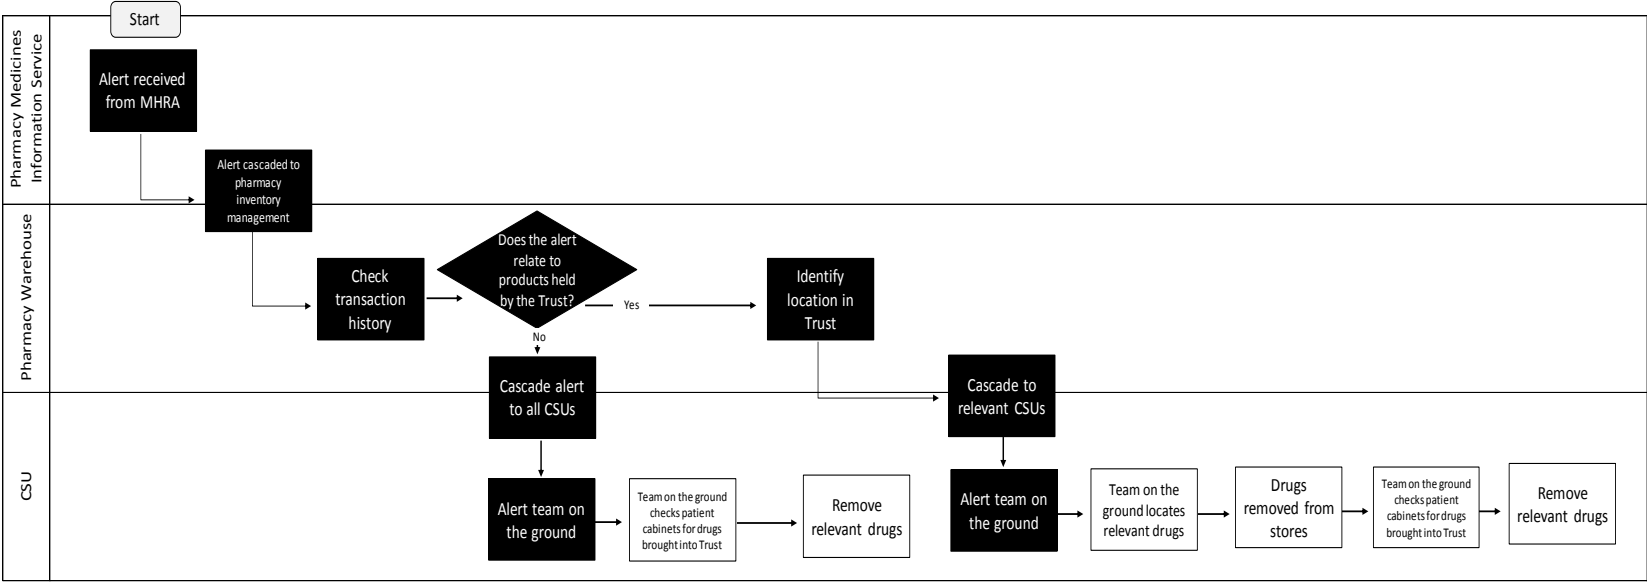 Start
Pharmacy Medicines
Information Service
Alert received
from MHRA
Alert cascaded to
pharmacy
inventory
management
Pharmacy Warehouse
Check
transaction
history
Does the alert
relate to
products held
by the Trust?
Yes
No
Identify
location in
Trust
Cascade alert
to all CSUs
Cascade to
relevant CSUs
CSU
Alert team on
the ground
Team on the ground
checks patient
cabinets for drugs
brought into Trust
Remove
relevant drugs
Alert team on
the ground
Team on the
ground locates
relevant drugs
Drugs
removed from
stores
Team on the ground
checks patient
cabinets for drugs
brought into Trust
Remove
relevant drugs